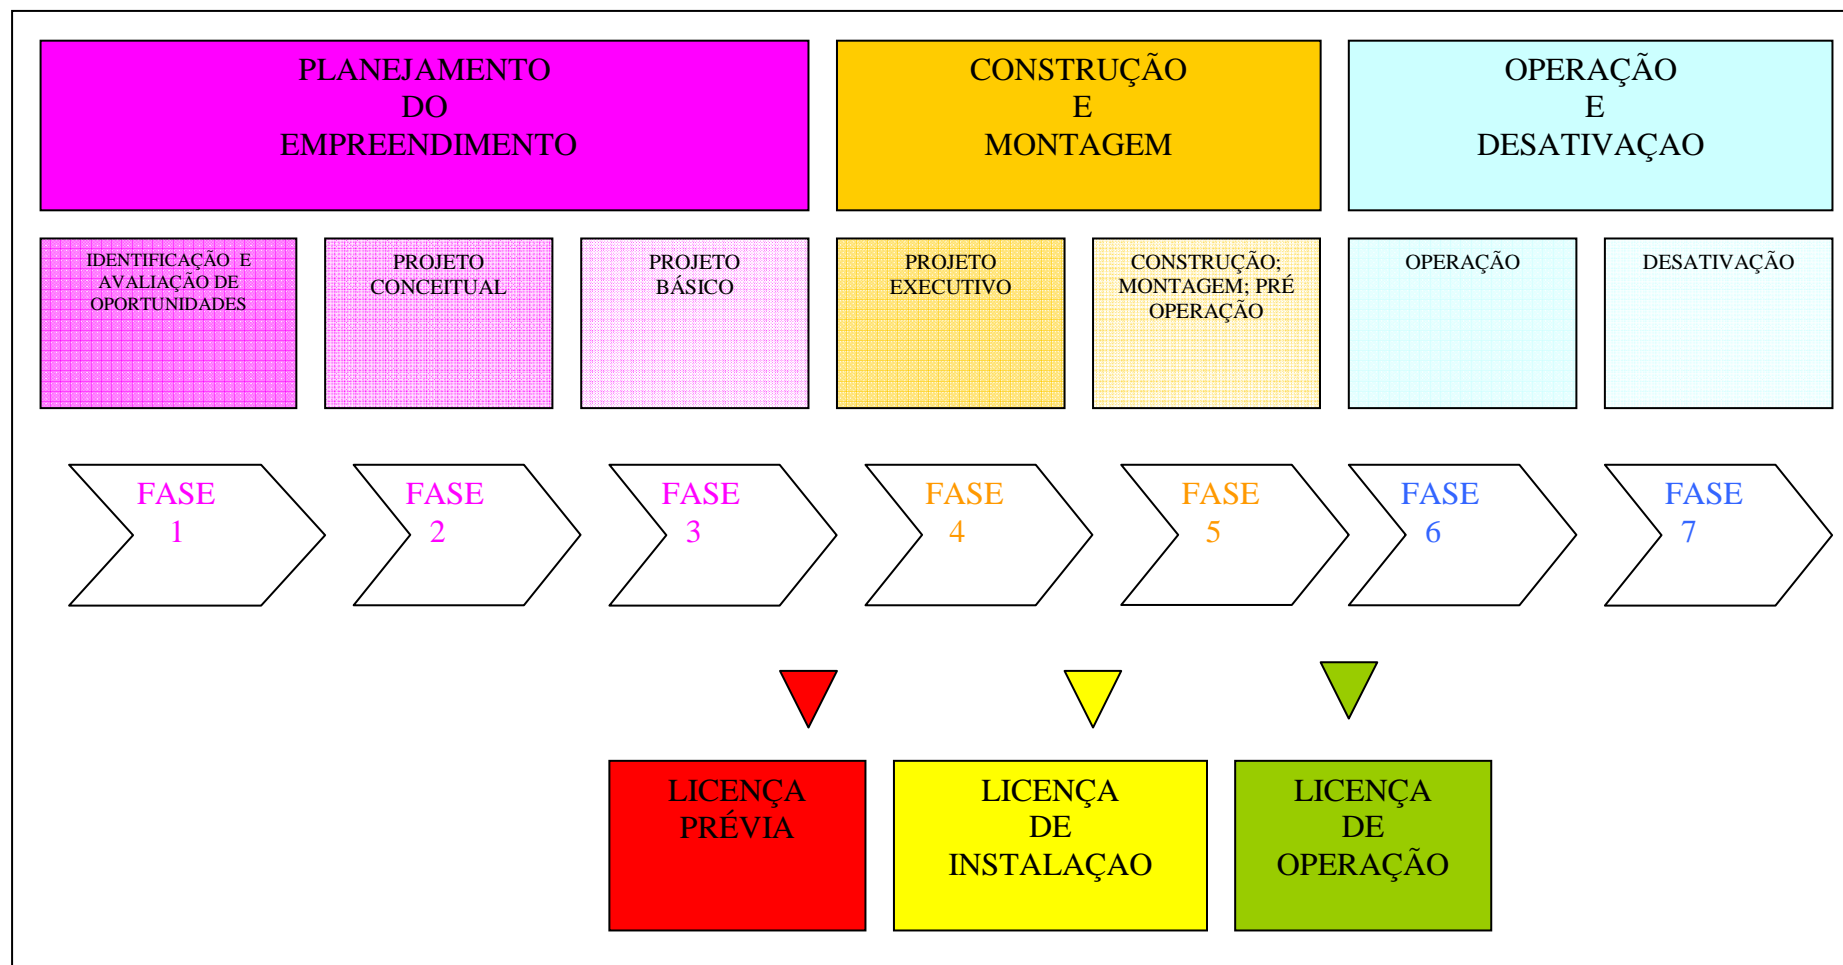 PLANEJAMENTO
DO
EMPREENDIMENTO
CONSTRUÇÃO
E
MONTAGEM
OPERAÇÃO
E
DESATIVAÇAO
IDENTIFICAÇÃO E
AVALIAÇÃO DE
OPORTUNIDADES
PROJETO
CONCEITUAL
PROJETO
BÁSICO
PROJETO
EXECUTIVO
CONSTRUÇÃO;
MONTAGEM; PRÉ
OPERAÇÃO
OPERAÇÃO
DESATIVAÇÃO
FASE
1
FASE
2
FASE
3
FASE
4
FASE
5
FASE
6
FASE
7
LICENÇA
PRÉVIA
LICENÇA
DE
INSTALAÇAO
LICENÇA
DE
OPERAÇÃO